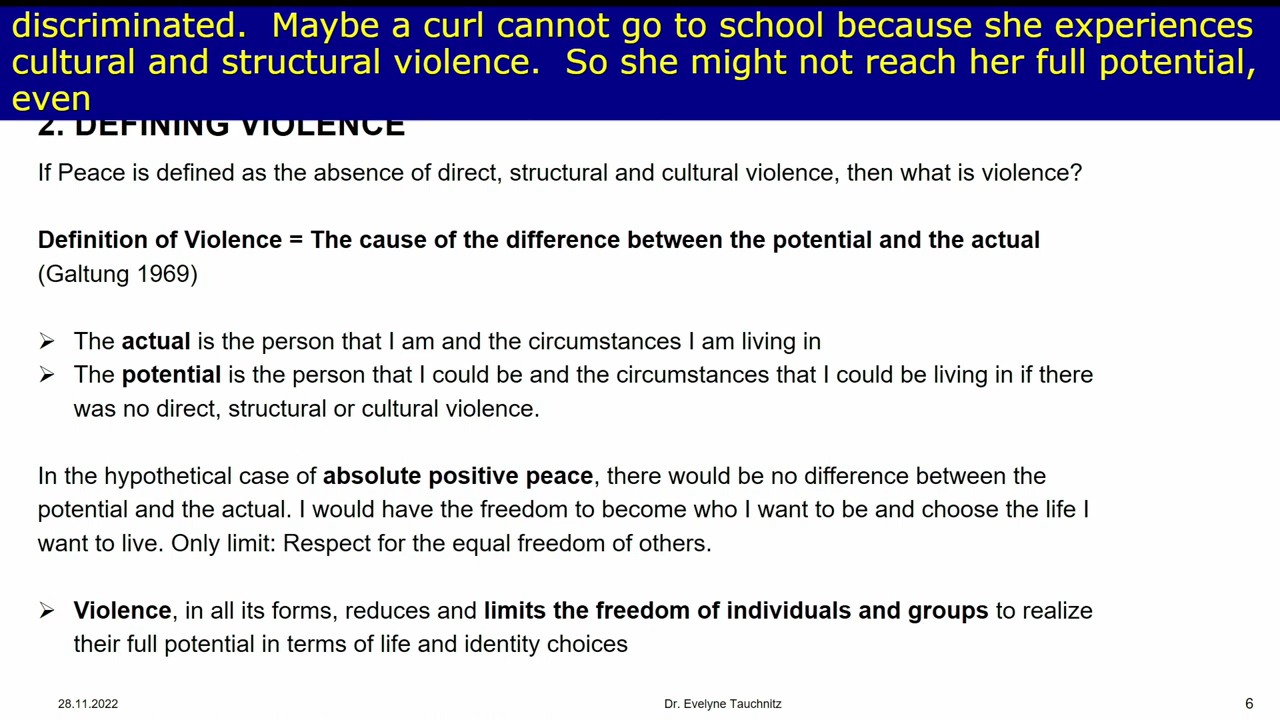 discriminated.  Maybe a curl cannot go to school because she experiences
cultural and structural violence.  So she might not reach her full potential,
even
2. DEFINING VIOLENCE
If Peace is defined as the absence of direct, structural and cultural violence, then what is violence?
Definition of Violence = The cause of the difference between the potential and the actual
(Galtung 1969)
➢ The actual is the person that I am and the circumstances I am living in
➢ The potential is the person that I could be and the circumstances that I could be living in if there
was no direct, structural or cultural violence.
In the hypothetical case of absolute positive peace, there would be no difference between the
potential and the actual. I would have the freedom to become who I want to be and choose the life I
want to live. Only limit: Respect for the equal freedom of others.
➢ Violence, in all its forms, reduces and limits the freedom of individuals and groups to realize
their full potential in terms of life and identity choices
28.11.2022 Dr. Evelyne Tauchnitz 6